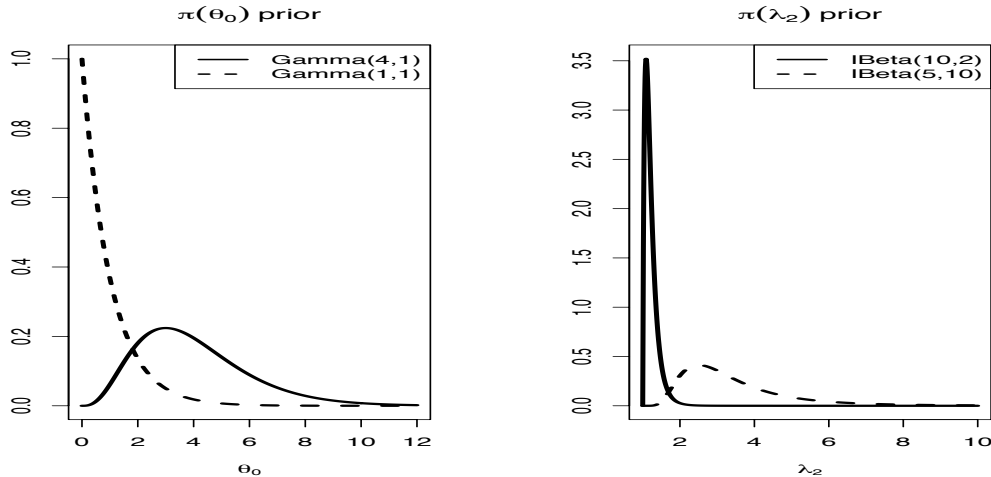 π(θ₀) prior
Gamma(4,1)
Gamma(1,1)
1.0
0.8
0.6
0.4
0.2
0.0
0 2 4 6 8 10 12
θ₀
π(λ₂) prior
IBeta(10,2)
IBeta(5,10)
3.5
3.0
2.5
2.0
1.5
1.0
0.5
0.0
2 4 6 8 10
λ₂